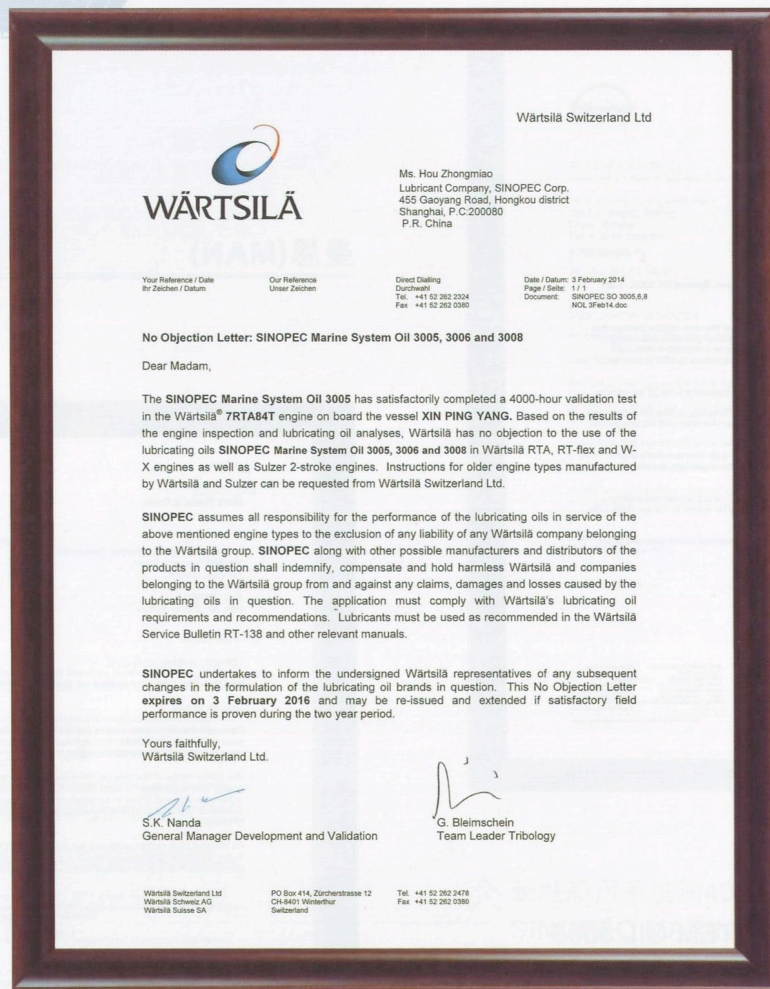 Wärtsilä Switzerland Ltd
WÄRTSILÄ
Ms. Hou Zhongmiao
Lubricant Company, SINOPEC Corp.
455 Gaoyang Road, Hongkou district
Shanghai, P.C:200080
P.R. China
Your Reference / Date
Ihr Zeichen / Datum
Our Reference
Unser Zeichen
Direct Dialling
Durchwahl
Tel. +41 52 262 2324
Fax +41 52 262 0380
Date / Datum: 3 February 2014
Page / Seite: 1 / 1
Document: SINOPEC SO 3005,6,8
NOL 3Feb14.doc
No Objection Letter: SINOPEC Marine System Oil 3005, 3006 and 3008
Dear Madam,
The SINOPEC Marine System Oil 3005 has satisfactorily completed a 4000-hour validation test
in the Wärtsilä® 7RTA84T engine on board the vessel XIN PING YANG. Based on the results of
the engine inspection and lubricating oil analyses, Wärtsilä has no objection to the use of the
lubricating oils SINOPEC Marine System Oil 3005, 3006 and 3008 in Wärtsilä RTA, RT-flex and W-
X engines as well as Sulzer 2-stroke engines. Instructions for older engine types manufactured
by Wärtsilä and Sulzer can be requested from Wärtsilä Switzerland Ltd.
SINOPEC assumes all responsibility for the performance of the lubricating oils in service of the
above mentioned engine types to the exclusion of any liability of any Wärtsilä company belonging
to the Wärtsilä group. SINOPEC along with other possible manufacturers and distributors of the
products in question shall indemnify, compensate and hold harmless Wärtsilä and companies
belonging to the Wärtsilä group from and against any claims, damages and losses caused by the
lubricating oils in question. The application must comply with Wärtsilä's lubricating oil
requirements and recommendations. Lubricants must be used as recommended in the Wärtsilä
Service Bulletin RT-138 and other relevant manuals.
SINOPEC undertakes to inform the undersigned Wärtsilä representatives of any subsequent
changes in the formulation of the lubricating oil brands in question. This No Objection Letter
expires on 3 February 2016 and may be re-issued and extended if satisfactory field
performance is proven during the two year period.
Yours faithfully,
Wärtsilä Switzerland Ltd.
S.K. Nanda
General Manager Development and Validation
G. Bleimschein
Team Leader Tribology
Wärtsilä Switzerland Ltd
Wärtsilä Schweiz AG
Wärtsilä Suisse SA
PO Box 414, Zürcherstrasse 12
CH-8401 Winterthur
Switzerland
Tel. +41 52 262 2478
Fax +41 52 262 0380